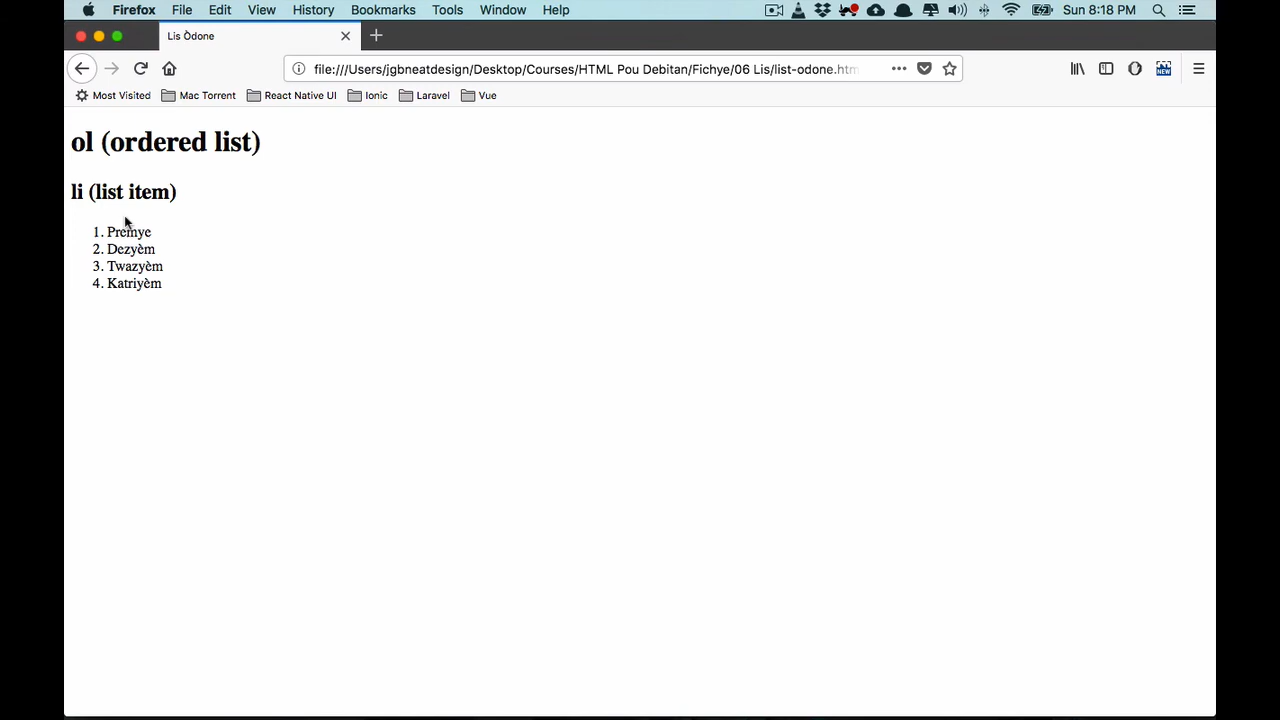 Firefox File Edit View History Bookmarks Tools Window Help Sun 8:18 PM
Lis Òdone
file:///Users/jgbneatdesign/Desktop/Courses/HTML Pou Debitan/Fichye/06 Lis/list-odone.htm NEW
Most Visited Mac Torrent React Native UI Ionic Laravel Vue
ol (ordered list)
li (list item)
1. Premye
2. Dezyèm
3. Twazyèm
4. Katriyèm